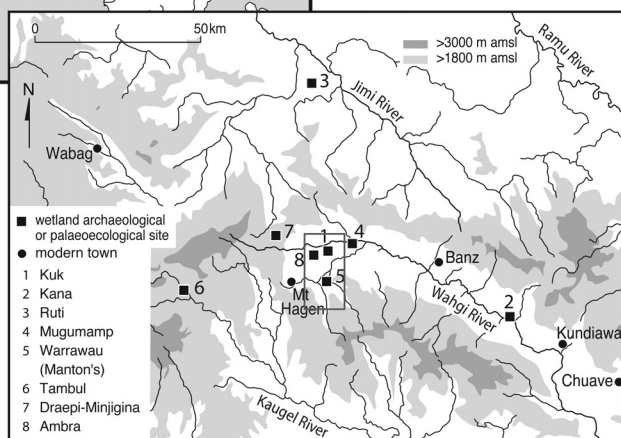 0 50km
>3000 m amsl
>1800 m amsl
Ramu River
N
3
Jimi River
Wabag
wetland archaeological
or palaeoecological site
modern town
1 Kuk
2 Kana
3 Ruti
4 Mugumamp
5 Warrawau
(Manton's)
6 Tambul
7 Draepi-Minjigina
8 Ambra
7
1
4
8
Banz
6
5
Mt
Hagen
Wahgi River
2
Kundiawa
Chuave
Kaugel River